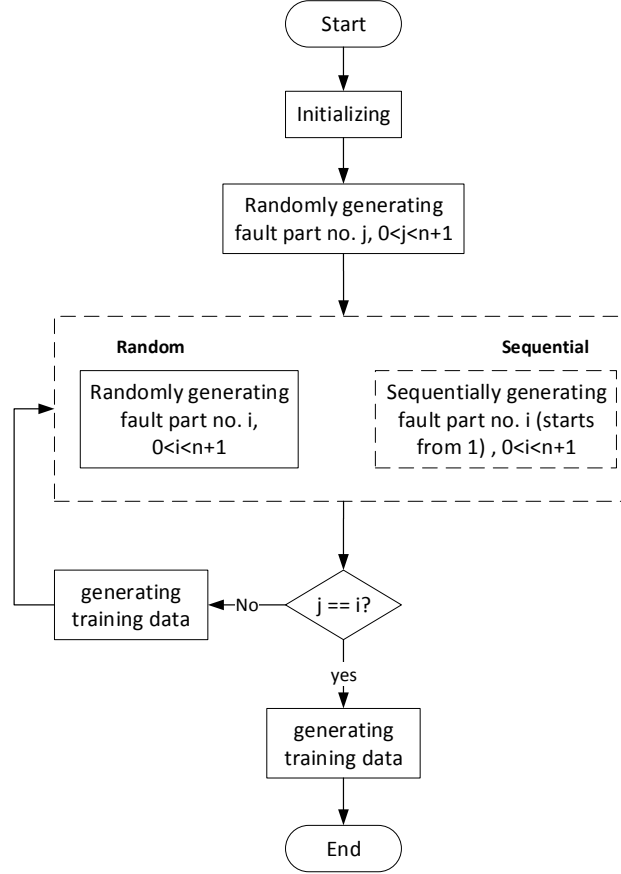 Start
Initializing
Randomly generating
fault part no. j, 0<j<n+1
Random
Sequential
Randomly generating
fault part no. i,
0<i<n+1
Sequentially generating
fault part no. i (starts
from 1) , 0<i<n+1
generating
training data
No
j == i?
yes
generating
training data
End